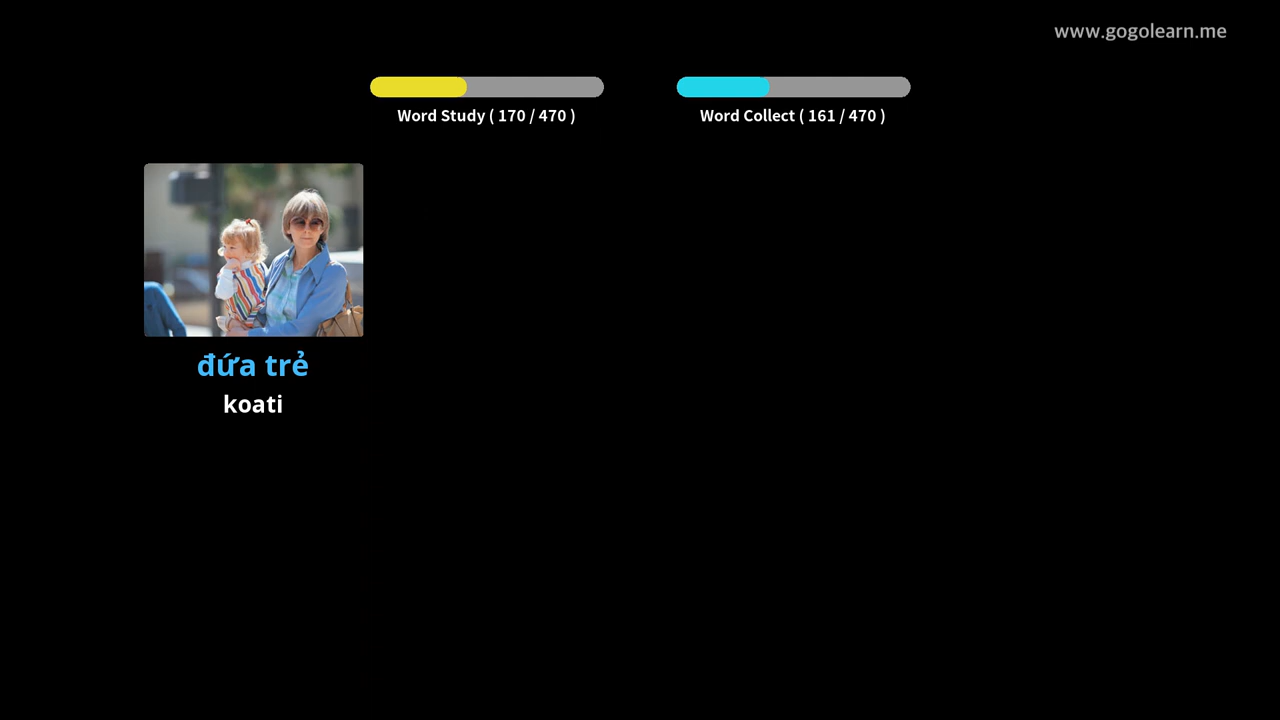 www.gogolearn.me
Word Study ( 170 / 470 )
Word Collect ( 161 / 470 )
đứa trẻ
koati